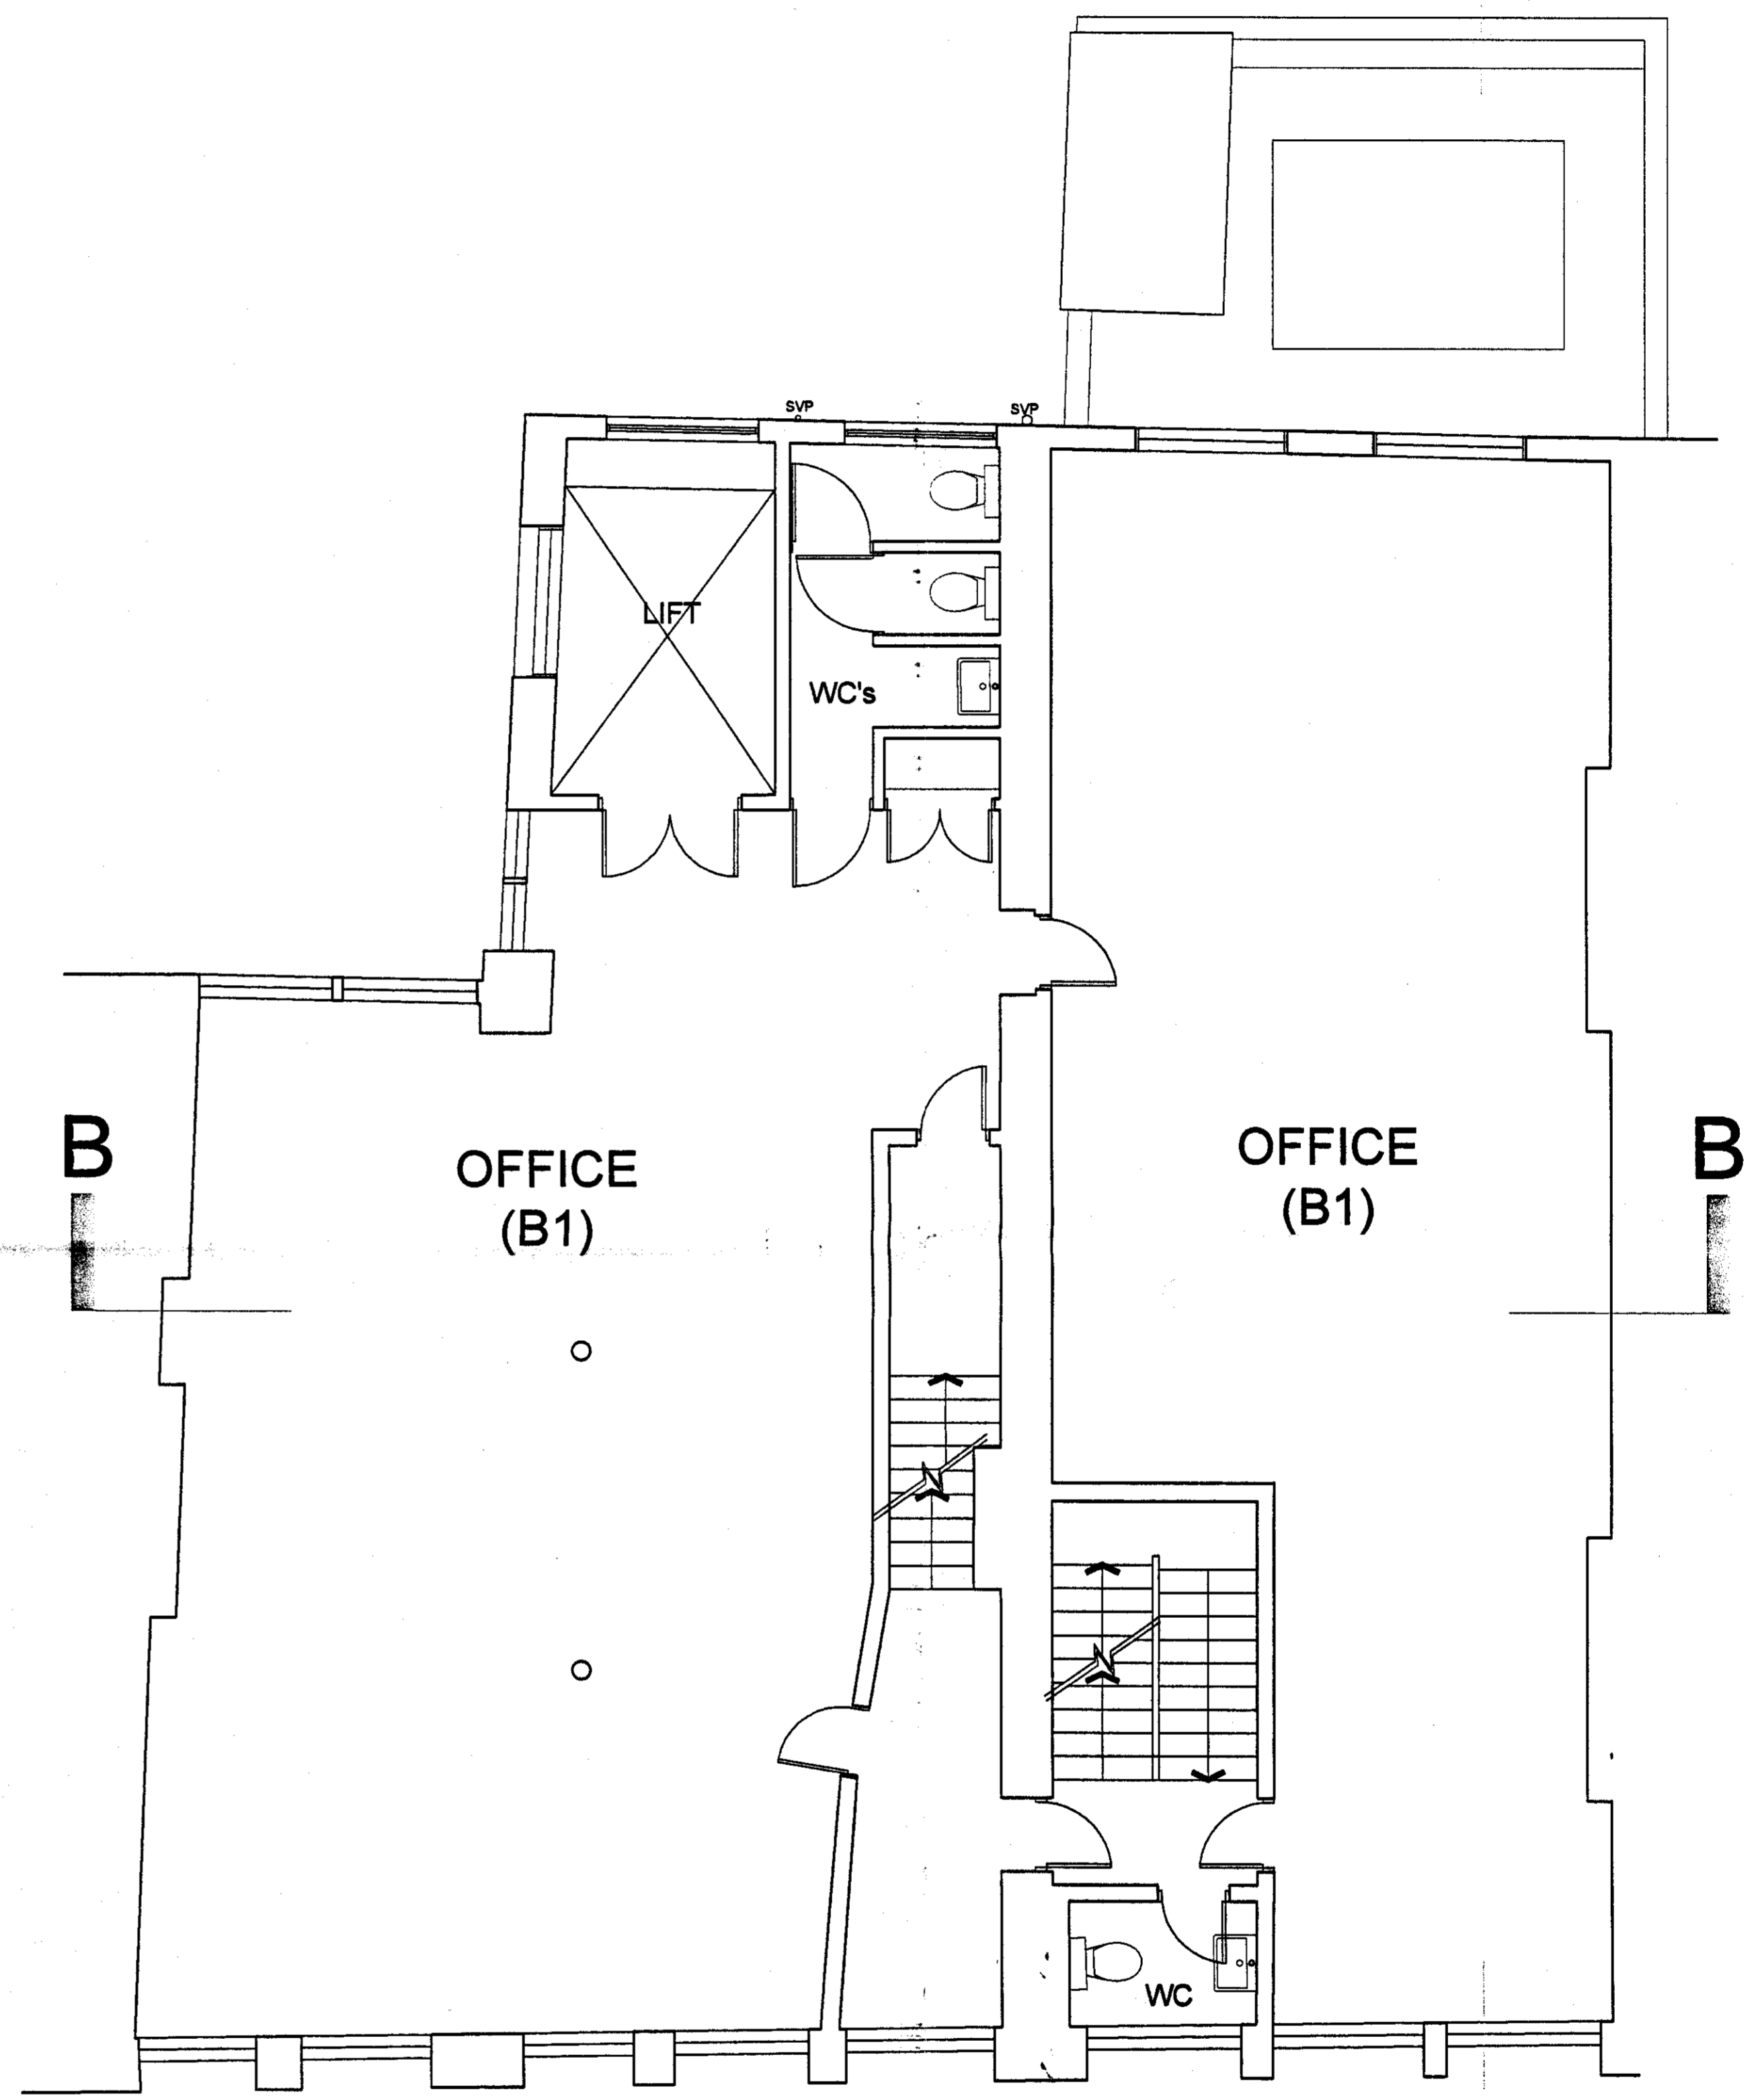 SVP
SVP
LIFT
WC's
B
OFFICE
(B1)
OFFICE
(B1)
B
WC